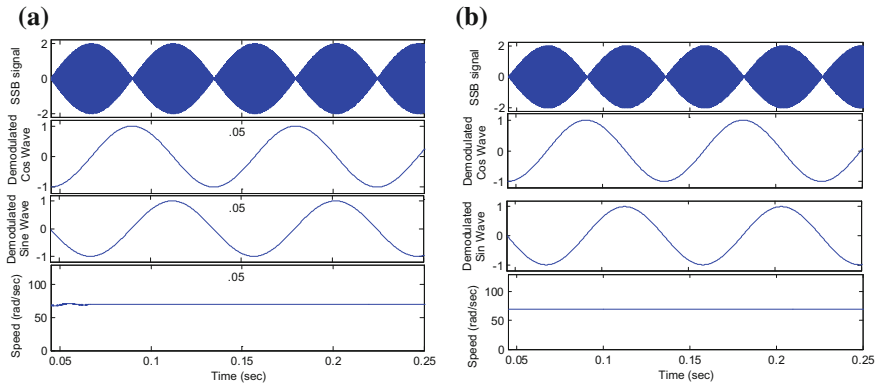 (a)
SSB signal
2
0
-2
Demodulated
Cos Wave
1
0
-1
.05
Demodulated
Sine Wave
1
0
-1
.05
Speed (rad/sec)
100
50
0
.05
0.05
0.1
0.15
0.2
0.25
Time (sec)
(b)
SSB signal
2
0
-2
Demodulated
Cos Wave
1
0
-1
Demodulated
Sin Wave
1
0
-1
Speed (rad/sec)
100
50
0
0.05
0.1
0.15
0.2
0.25
Time (sec)